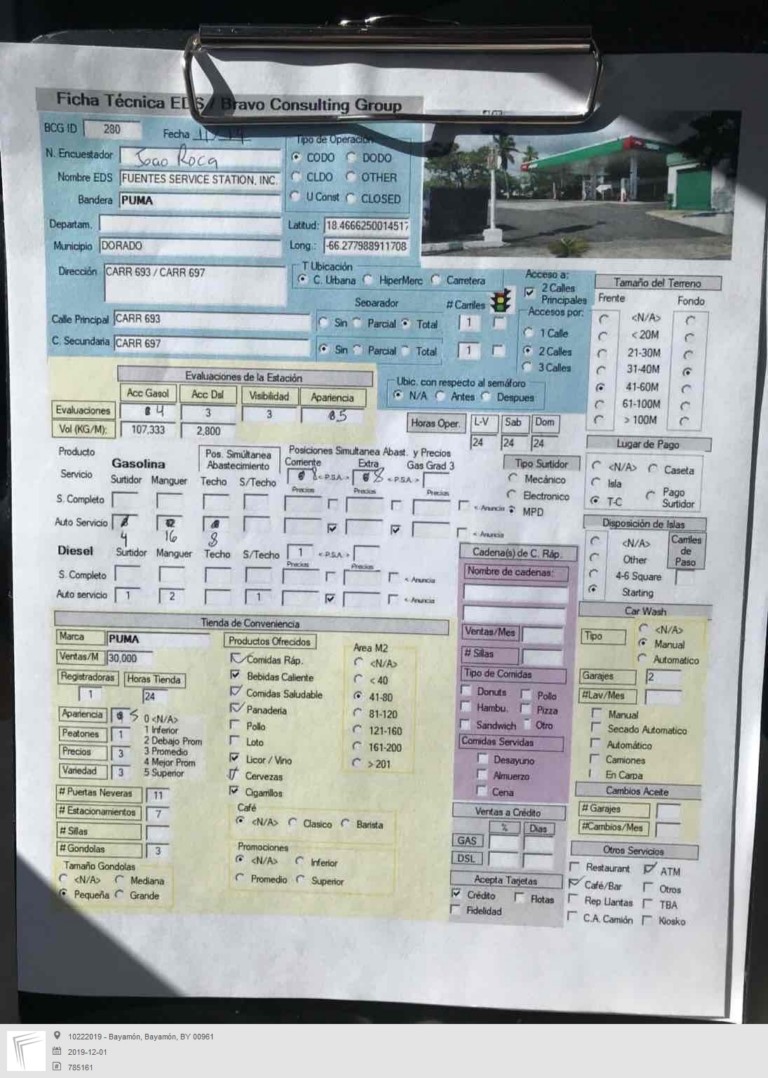 Ficha Técnica EDS / Bravo Consulting Group
BCG ID 280 Fecha
Tipo de Operación
N. Encuestador Joao Roca
CODO DODO
Nombre EDS FUENTES SERVICE STATION, INC.
CLDO OTHER
Bandera PUMA
U Const CLOSED
Departam. Latitud: 18.4666250014517
Municipio DORADO Long.: -66.277988911708
Dirección CARR 693 / CARR 697
T Ubicación
C. Urbana HiperMerc Carretera
Acceso a:
2 Calles
Principales
Accesos por:
1 Calle
2 Calles
3 Calles
Separador # Carriles
Calle Principal CARR 693 Sin Parcial Total 1
C. Secundaria CARR 697 Sin Parcial Total 1
Tamaño del Terreno
Frente Fondo
<N/A>
< 20M
21-30M
31-40M
41-60M
61-100M
> 100M
Evaluaciones de la Estación
Acc Gasol Acc Dsl Visibilidad Apariencia
Evaluaciones 4 3 3 5
Vol (KG/M): 107,333 2,800
Ubic. con respecto al semáforo
N/A Antes Despues
Horas Oper. L-V Sab Dom
24 24 24
Lugar de Pago
<N/A> Caseta
Isla
T-C Pago
Surtidor
Producto Pos. Simúltanea Posiciones Simultanea Abast. y Precios
Servicio Gasolina Abastecimiento Corriente Extra Gas Grad 3
Surtidor Manguer Techo S/Techo 8 <P.S.A.> 8 <P.S.A.>
Precios Precios Precios
S. Completo < Anuncia
Auto Servicio < Anuncia
4 16 8
Tipo Surtidor
Mecánico
Electronico
MPD
Diesel Surtidor Manguer Techo S/Techo 1 <P.S.A.>
Precios Precios
S. Completo < Anuncia
Auto servicio 1 2 1 < Anuncia
Disposición de Islas
<N/A>
Other
4-6 Square
Starting
Carriles
de
Paso
Cadena(s) de C. Ráp.
Nombre de cadenas:
Ventas/Mes
# Sillas
Tipo de Comidas
Donuts Pollo
Hambu. Pizza
Sandwich Otro
Comidas Servidas
Desayuno
Almuerzo
Cena
Car Wash
Tipo <N/A>
Manual
Automatico
Garajes 2
#Lav/Mes
Manual
Secado Automatico
Automático
Camiones
En Carpa
Tienda de Conveniencia
Marca PUMA
Ventas/M 30,000
Registradoras Horas Tienda
1 24
Apariencia 5 0 <N/A>
1 Inferior
Peatones 1 2 Debajo Prom
Precios 3 3 Promedio
4 Mejor Prom
Variedad 3 5 Superior
# Puertas Neveras 11
# Estacionamientos 7
# Sillas
# Gondolas 3
Tamaño Gondolas
<N/A> Mediana
Pequeña Grande
Productos Ofrecidos
Comidas Ráp.
Bebidas Caliente
Comidas Saludable
Panaderia
Pollo
Loto
Licor / Vino
Cervezas
Cigarrillos
Area M2
<N/A>
< 40
41-80
81-120
121-160
161-200
> 201
Café
<N/A> Clasico Barista
Promociones
<N/A> Inferior
Promedio Superior
Ventas a Crédito
% Dias
GAS
DSL
Acepta Tarjetas
Crédito Flotas
Fidelidad
Cambios Aceite
# Garajes
#Cambios/Mes
Otros Servicios
Restaurant ATM
Café/Bar Otros
Rep Llantas TBA
C.A. Camión Kiosko
10222019 - Bayamón, Bayamón, BY 00961
2019-12-01
785161